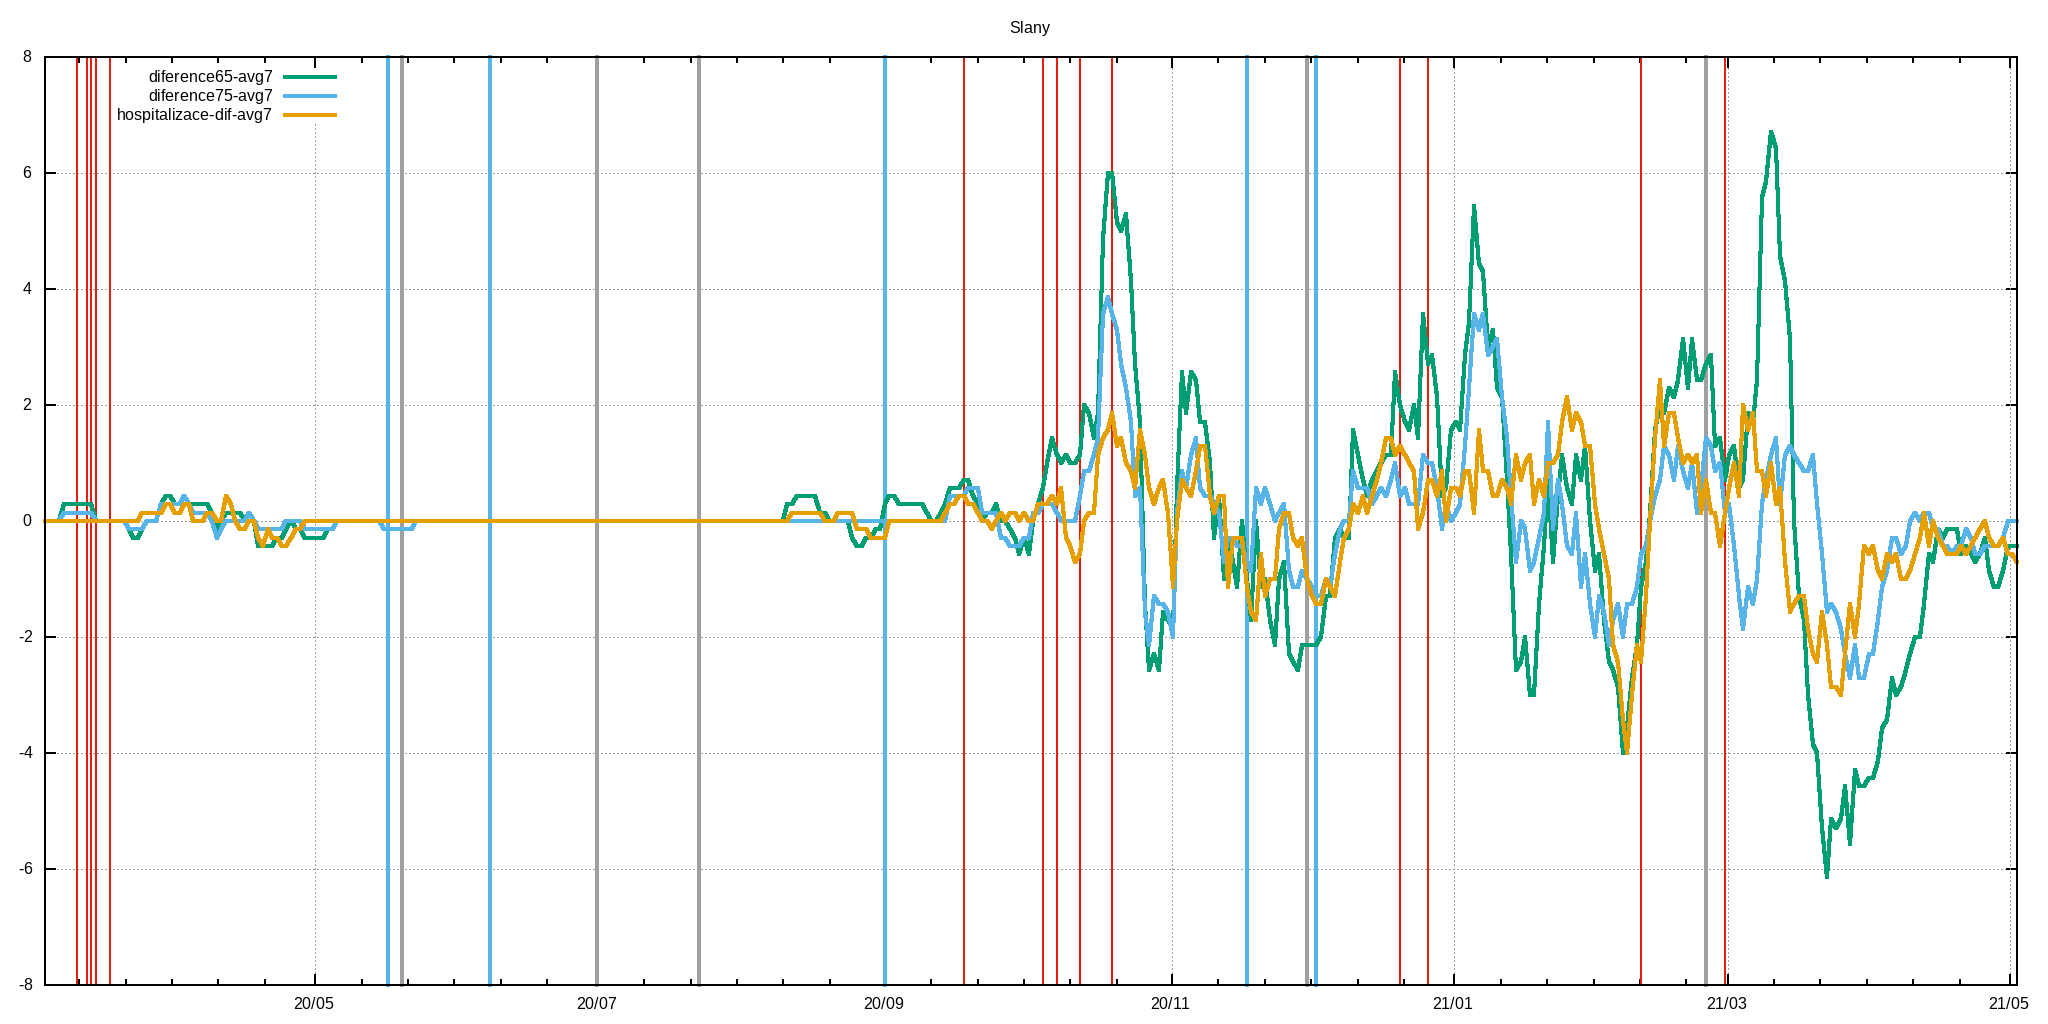 Slany
8
diference65-avg7
diference75-avg7
hospitalizace-dif-avg7
6
4
2
0
-2
-4
-6
-8
20/05 20/07 20/09 20/11 21/01 21/03 21/05